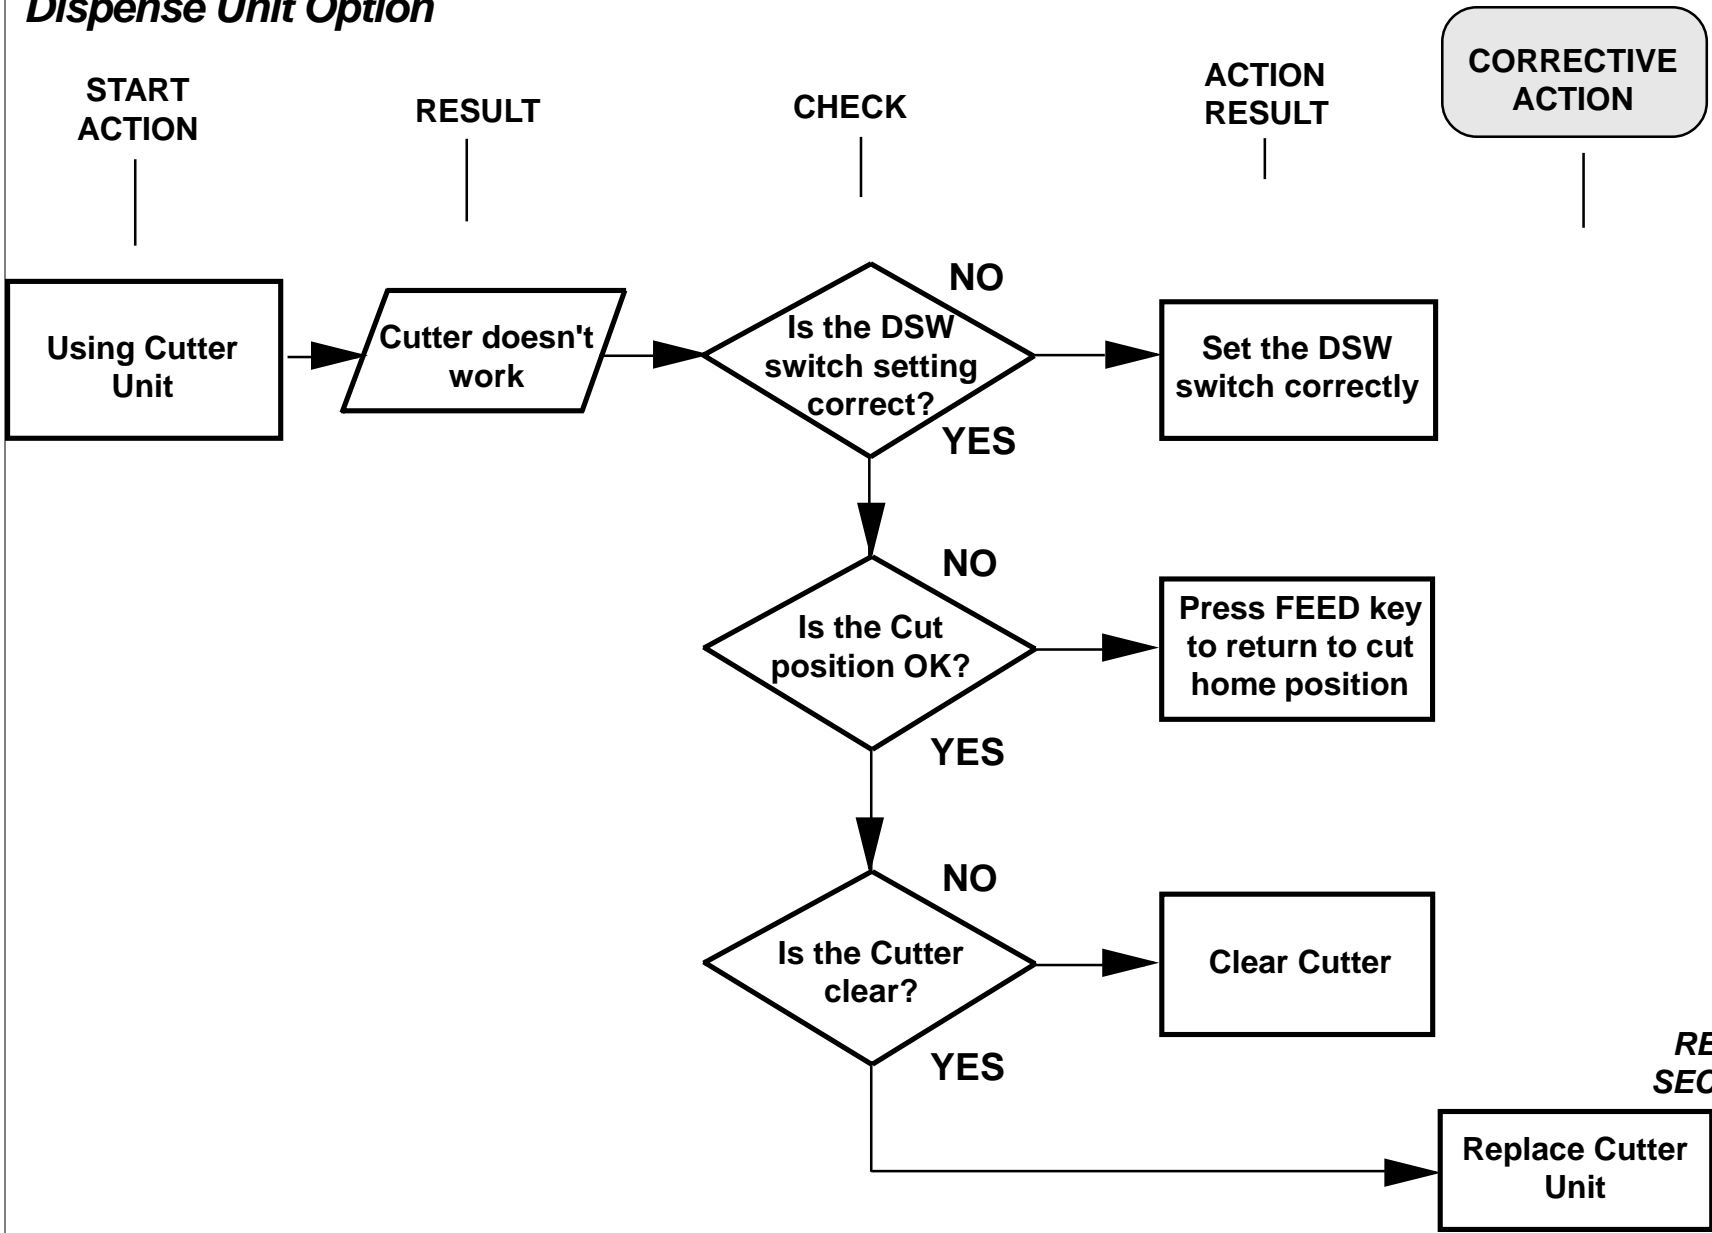 Dispense Unit Option
START
ACTION
RESULT
CHECK
ACTION
RESULT
CORRECTIVE
ACTION
Using Cutter
Unit
Cutter doesn't
work
NO
Is the DSW
switch setting
correct?
YES
Set the DSW
switch correctly
NO
Is the Cut
position OK?
YES
Press FEED key
to return to cut
home position
NO
Is the Cutter
clear?
YES
Clear Cutter
Replace Cutter
Unit